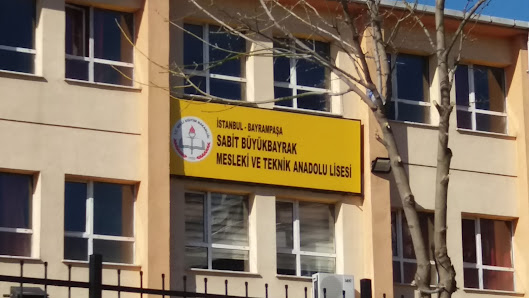 İSTANBUL - BAYRAMPAŞA
SABİT BÜYÜKBAYRAK
MESLEKİ VE TEKNİK ANADOLU LİSESİ